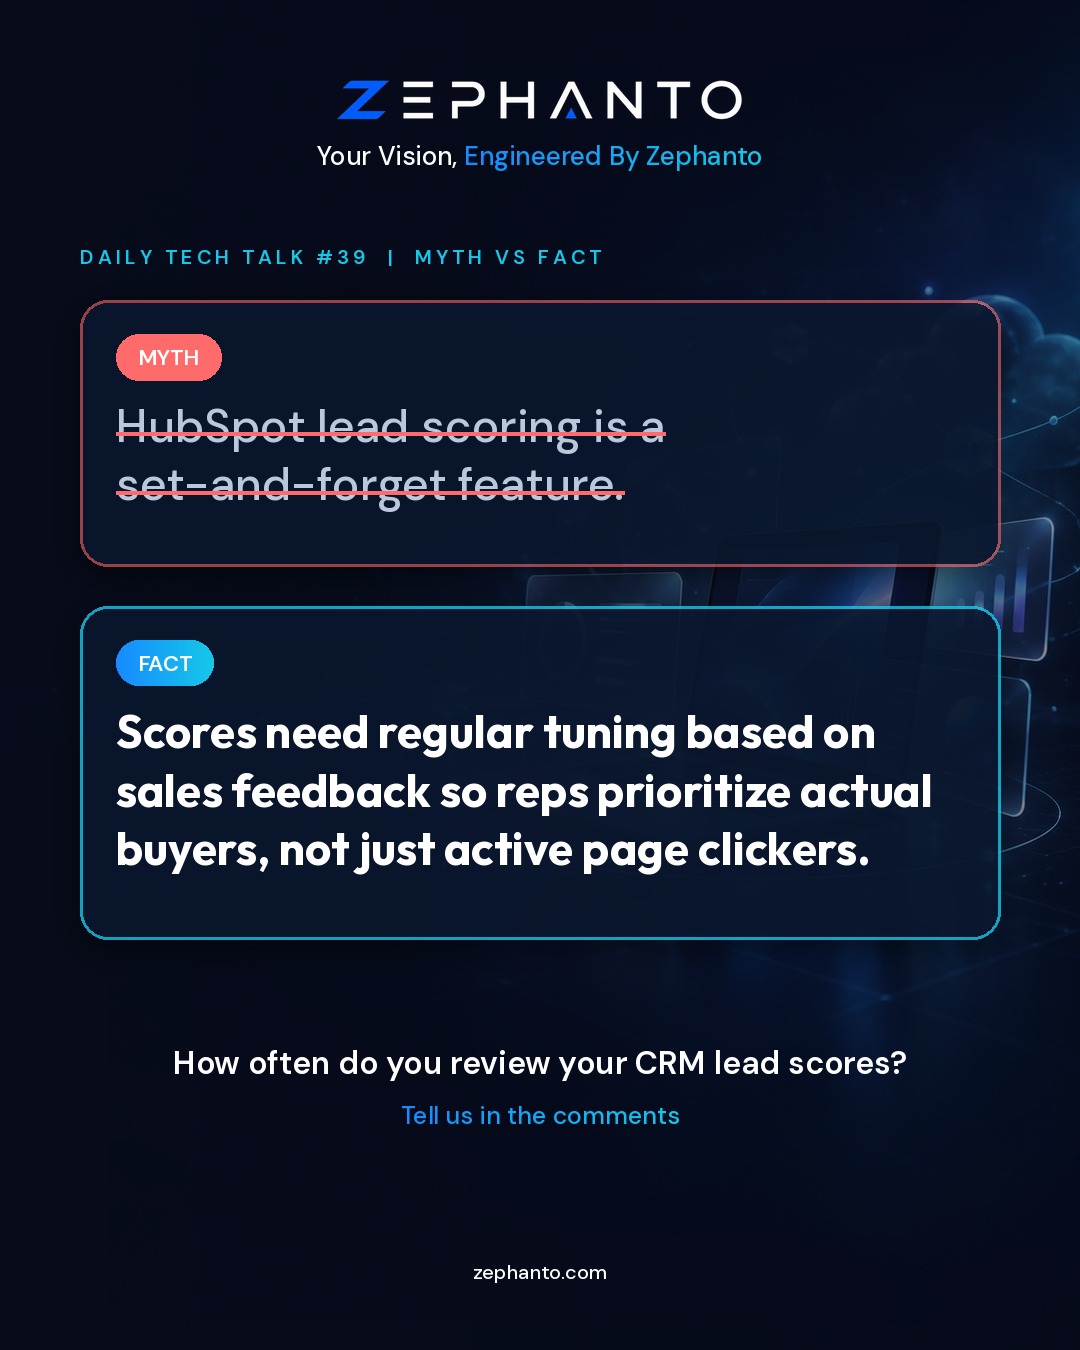 ZEPHANTO
Your Vision, Engineered By Zephanto
DAILY TECH TALK #39 | MYTH VS FACT
MYTH
HubSpot lead scoring is a
set-and-forget feature.
FACT
Scores need regular tuning based on
sales feedback so reps prioritize actual
buyers, not just active page clickers.
How often do you review your CRM lead scores?
Tell us in the comments
zephanto.com